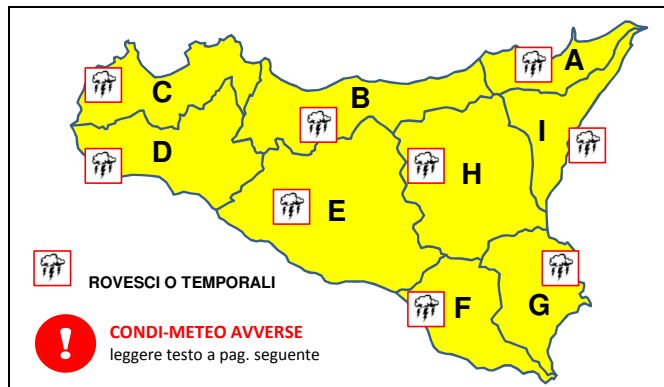 A
B
C
I
D
H
E
ROVESCI O TEMPORALI
F
G
!
CONDI-METEO AVVERSE
leggere testo a pag. seguente